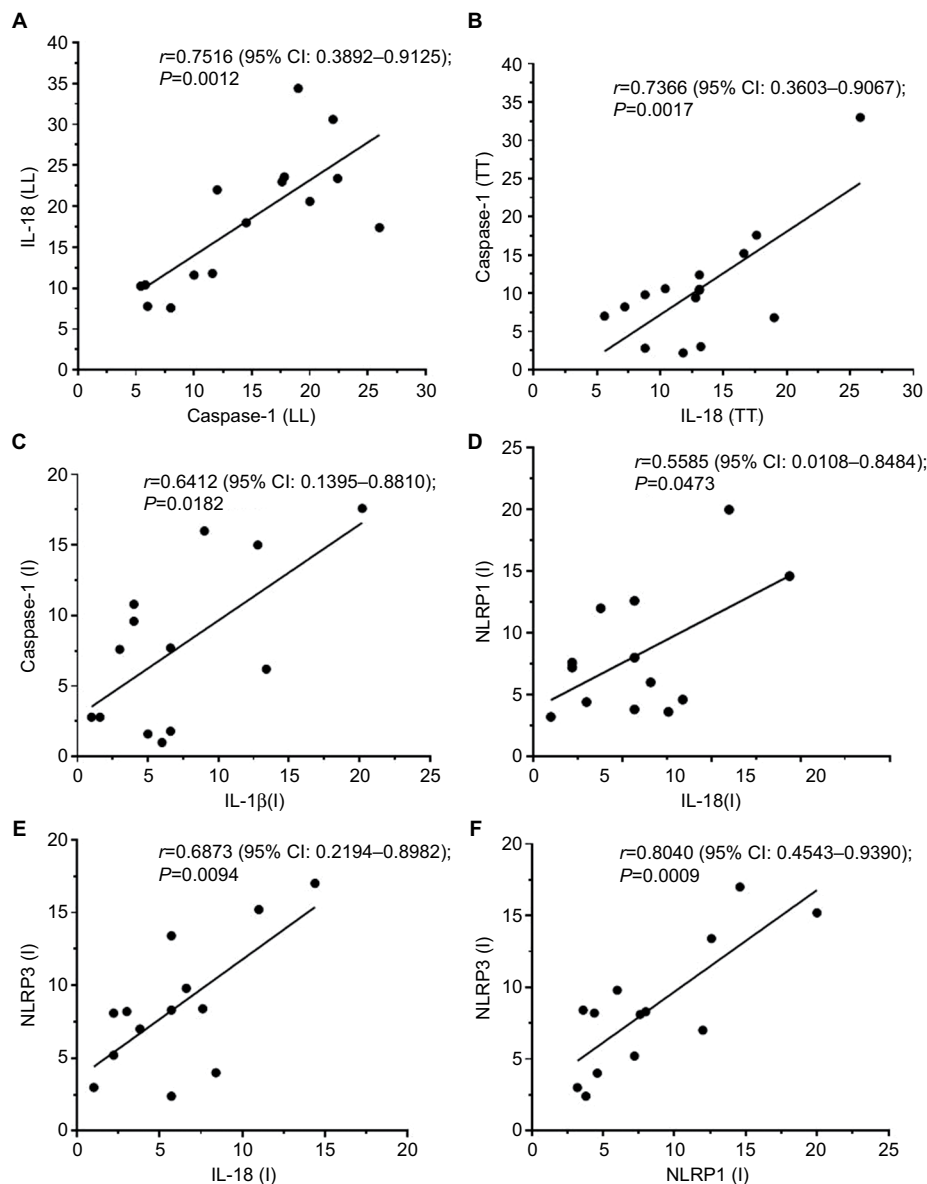 A
r=0.7516 (95% CI: 0.3892–0.9125);
P=0.0012
40
35
30
25
20
15
10
5
0
IL-18 (LL)
0
5
10
15
20
25
30
Caspase-1 (LL)
B
r=0.7366 (95% CI: 0.3603–0.9067);
P=0.0017
40
35
30
25
20
15
10
5
0
Caspase-1 (TT)
0
5
10
15
20
25
30
IL-18 (TT)
C
r=0.6412 (95% CI: 0.1395–0.8810);
P=0.0182
20
15
10
5
0
Caspase-1 (I)
0
5
10
15
20
25
IL-1β(I)
D
r=0.5585 (95% CI: 0.0108–0.8484);
P=0.0473
25
20
15
10
5
0
NLRP1 (I)
0
5
10
15
20
IL-18(I)
E
r=0.6873 (95% CI: 0.2194–0.8982);
P=0.0094
20
15
10
5
0
NLRP3 (I)
0
5
10
15
20
IL-18 (I)
F
r=0.8040 (95% CI: 0.4543–0.9390);
P=0.0009
20
15
10
5
0
NLRP3 (I)
0
5
10
15
20
NLRP1 (I)